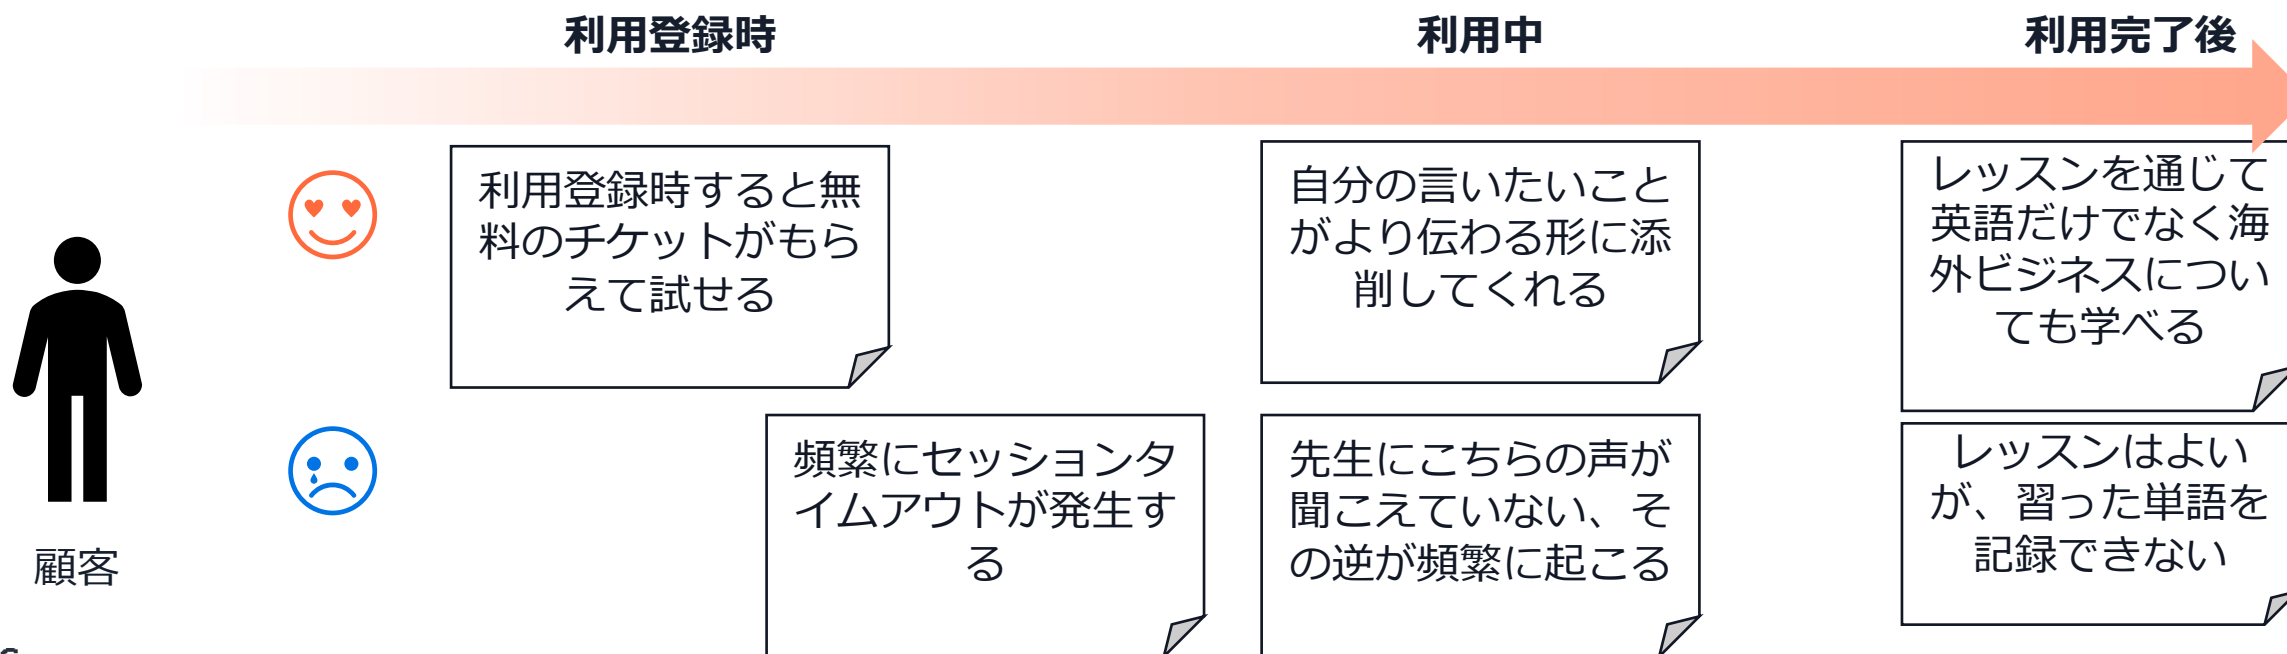 利用登録時
利用中
利用完了後
利用登録時すると無
料のチケットがもら
えて試せる
自分の言いたいこと
がより伝わる形に添
削してくれる
レッスンを通じて
英語だけでなく海
外ビジネスについ
ても学べる
頻繁にセッションタ
イムアウトが発生す
る
先生にこちらの声が
聞こえていない、そ
の逆が頻繁に起こる
レッスンはよい
が、習った単語を
記録できない
顧客